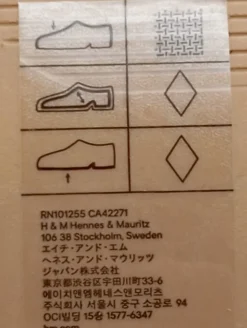 RN101255 CA42271
H & M Hennes & Mauritz
106 38 Stockholm, Sweden
エイチ・アンド・エム
ヘネス・アンド・マウリッツ
ジャパン株式会社
東京都渋谷区宇田川町33-6
에이치앤엠헤네스앤모리츠
주식회사 서울시 중구 소공로 94
OCI빌딩 15층 1577-6347
hm.com